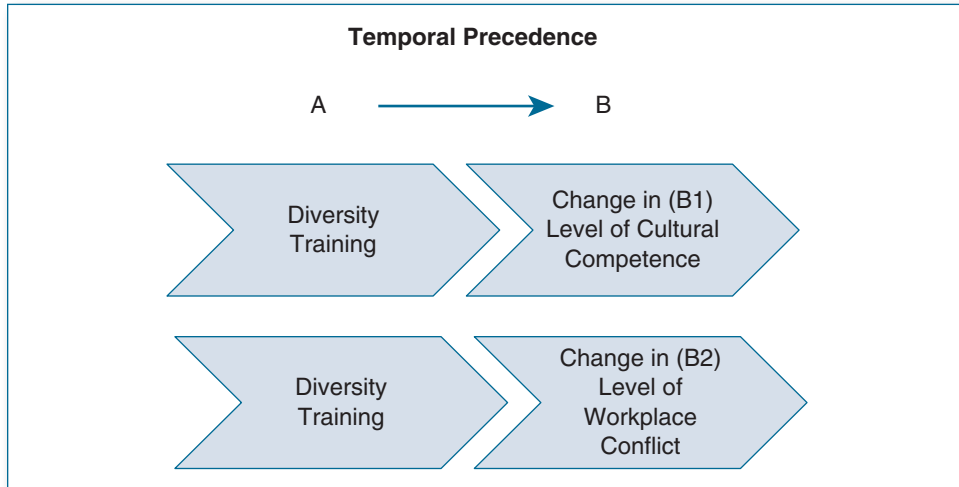 Temporal Precedence
A B
Diversity
Training
Change in (B1)
Level of Cultural
Competence
Diversity
Training
Change in (B2)
Level of
Workplace
Conflict